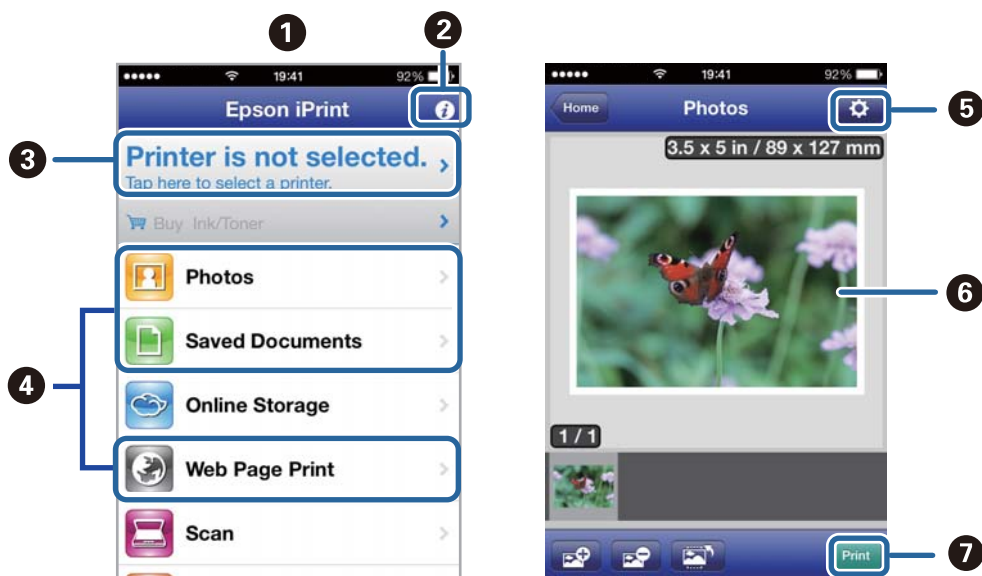 1
2
19:41
92%
Epson iPrint
i
3
Printer is not selected.
Tap here to select a printer.
Buy Ink/Toner
Photos
Saved Documents
4
Online Storage
Web Page Print
Scan
19:41
92%
Home
Photos
5
3.5 x 5 in / 89 x 127 mm
6
1/1
Print
7